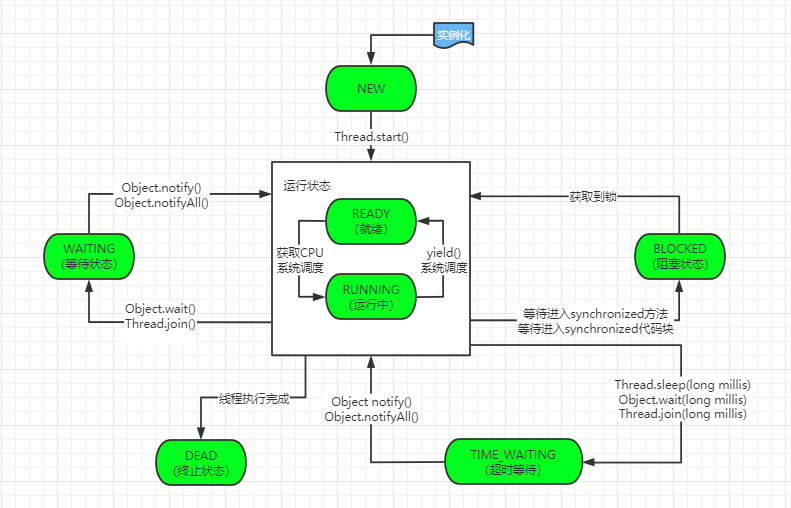 实例化
NEW
Thread.start()
运行状态
READY
(就绪)
获取CPU
系统调度
yield()
系统调度
RUNNING
(运行中)
Object.notify()
Object.notifyAll()
WAITING
(等待状态)
Object.wait()
Thread.join()
获取到锁
BLOCKED
(阻塞状态)
等待进入synchronized方法
等待进入synchronized代码块
Thread.sleep(long millis)
Object.wait(long millis)
Thread.join(long millis)
线程执行完成
Object notify()
Object.notifyAll()
DEAD
(终止状态)
TIME_WAITING
(超时等待)